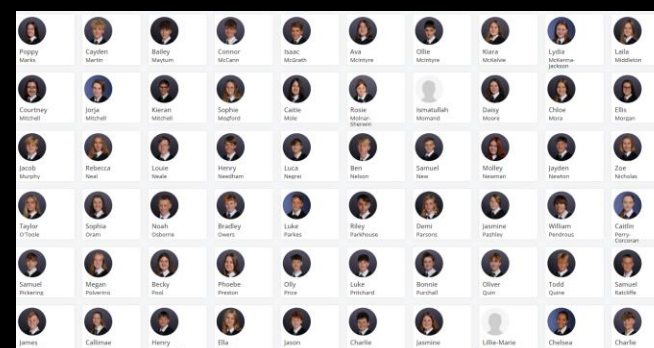 Poppy Cayden Bailey Connor Isaac Ava Ollie Kiara Lydia Laila
Marks Martin Maytum McCann McGrath McIntyre McIntyre McKelvie McKenna- Middleton
Jackson
Courtney Jorja Kieran Sophie Caitie Rosie Ismatullah Daisy Chloe Ellis
Mitchell Mitchell Mitchell Mogford Mole Molnar- Momand Moore Mora Morgan
Sherwin
Jacob Rebecca Louie Henry Luca Ben Samuel Molley Jayden Zoe
Murphy Neal Neale Needham Negrei Nelson New Newman Newton Nicholas
Taylor Sophia Noah Bradley Luke Riley Demi Jasmine William Caitlin
O'Toole Oram Osborne Owers Parkes Parkhouse Parsons Pashley Pendrous Perry-
Corcoran
Samuel Megan Becky Phoebe Olly Luke Bonnie Oliver Todd Samuel
Pickering Polverino Pool Preston Price Pritchard Purchall Quin Quine Ratcliffe
James Callimae Henry Ella Jason Charlie Jasmine Lillie-Marie Chelsea Charlie